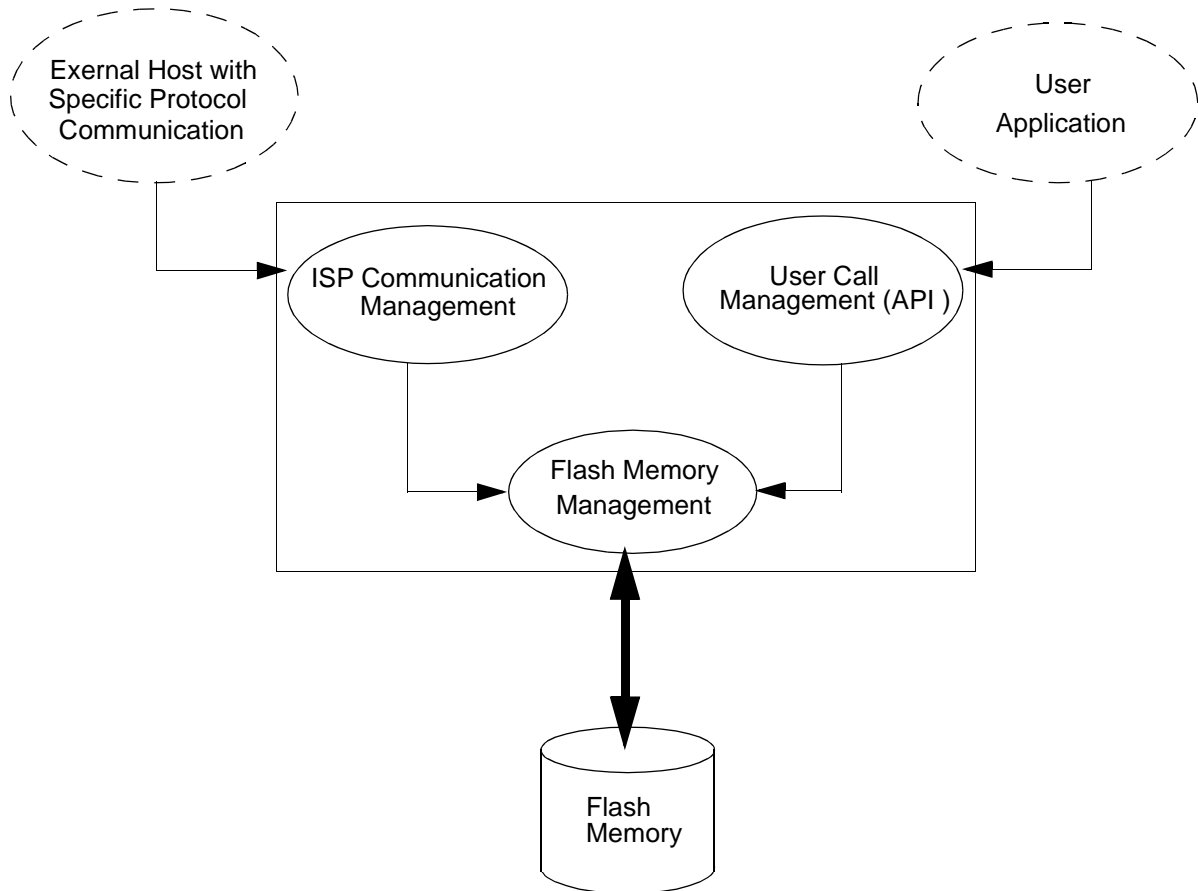 Exernal Host with
Specific Protocol
Communication
User
Application
ISP Communication
Management
User Call
Management (API )
Flash Memory
Management
Flash
Memory